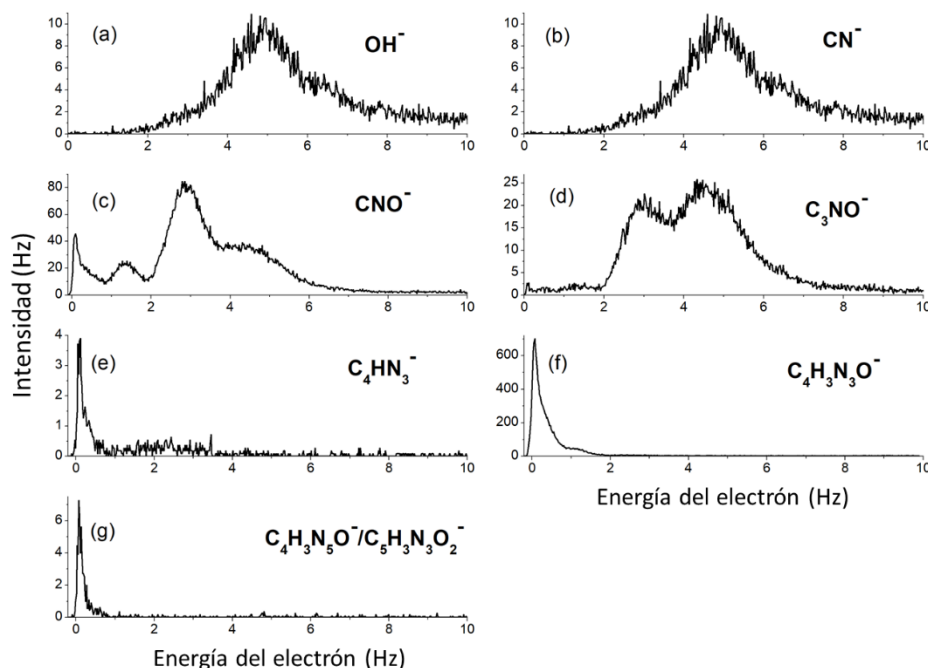 (a) OH⁻
10
8
6
4
2
0
0 2 4 6 8 10
(b) CN⁻
10
8
6
4
2
0
0 2 4 6 8 10
(c) CNO⁻
80
60
40
20
0
0 2 4 6 8 10
(d) C₃NO⁻
25
20
15
10
5
0
0 2 4 6 8 10
Intensidad (Hz)
(e) C₄HN₃⁻
4
3
2
1
0
0 2 4 6 8 10
(f) C₄H₃N₃O⁻
600
400
200
0
0 2 4 6 8 10
Energía del electrón (Hz)
(g) C₄H₃N₅O⁻/C₅H₃N₃O₂⁻
6
4
2
0
0 2 4 6 8 10
Energía del electrón (Hz)